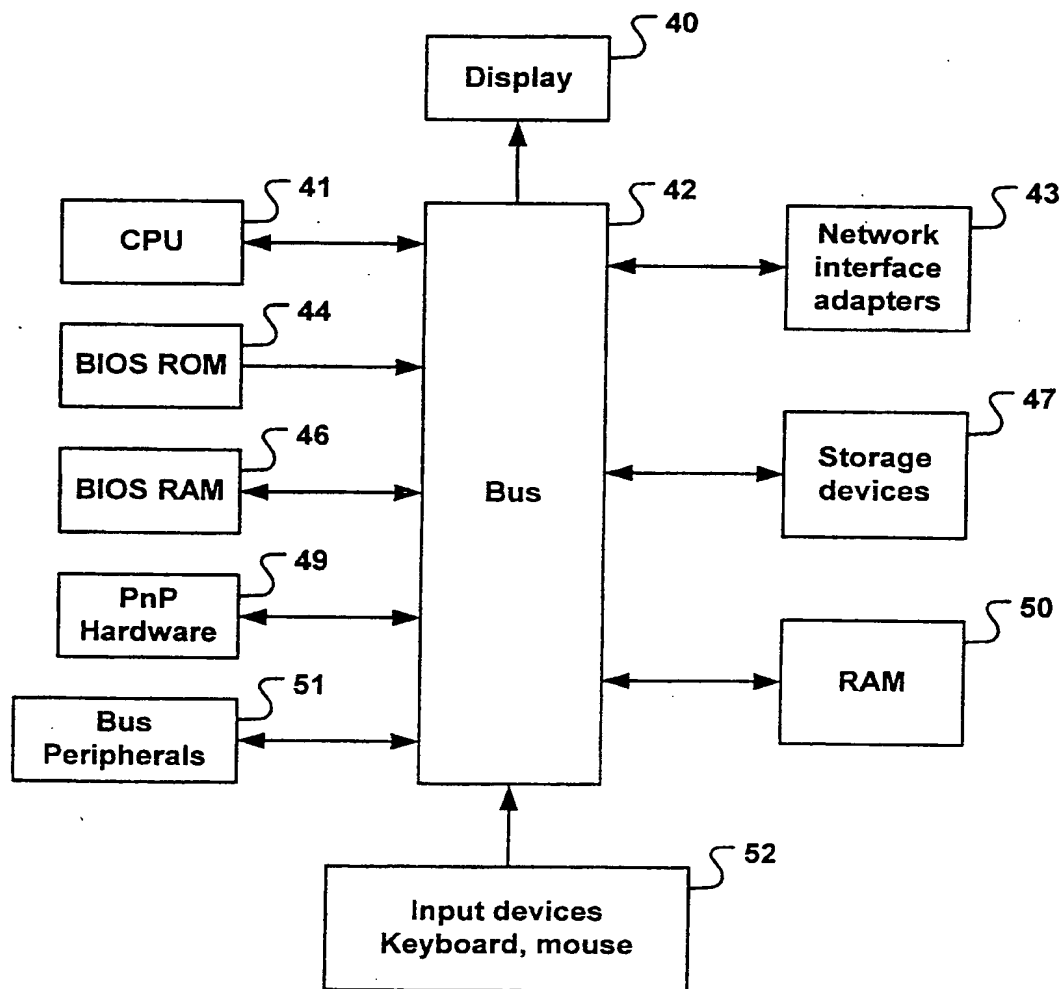 40
Display
41
CPU
42
43
Network
interface
adapters
44
BIOS ROM
46
BIOS RAM
47
Storage
devices
Bus
49
PnP
Hardware
50
RAM
51
Bus
Peripherals
52
Input devices
Keyboard, mouse